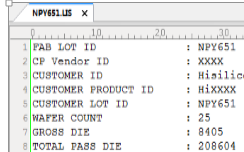 NPY651.LIS ×
0 10 20 30
1 FAB LOT ID : NPY651
2 CP Vendor ID : XXXX
3 CUSTOMER ID : Hisilic
4 CUSTOMER PRODUCT ID : HiXXXX
5 CUSTOMER LOT ID : NPY651
6 WAFER COUNT : 25
7 GROSS DIE : 8405
8 TOTAL PASS DIE : 208604